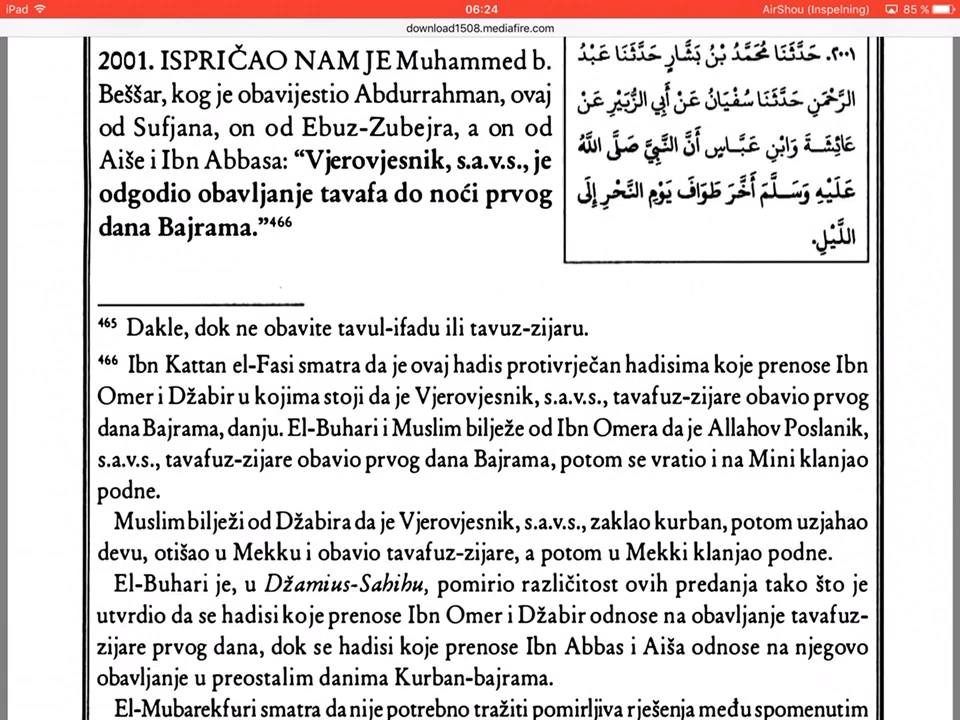 iPad 06:24 AirShou (Inspelning) 85 %
download1508.mediafire.com
2001. ISPRIČAO NAM JE Muhammed b.
Beššar, kog je obavijestio Abdurrahman, ovaj
od Sufjana, on od Ebuz-Zubejra, a on od
Aiše i Ibn Abbasa: “Vjerovjesnik, s.a.v.s., je
odgodio obavljanje tavafa do noći prvog
dana Bajrama.”466
٢٠٠١. حَدَّثَنَا مُحَمَّدُ بْنُ بَشَّارٍ حَدَّثَنَا عَبْدُ
الرَّحْمَنِ حَدَّثَنَا سُفْيَانُ عَنْ أَبِي الزُّبَيْرِ عَنْ
عَائِشَةَ وَابْنِ عَبَّاسٍ أَنَّ النَّبِيَّ صَلَّى اللَّهُ
عَلَيْهِ وَسَلَّمَ أَخَّرَ طَوَافَ يَوْمِ النَّحْرِ إِلَى
اللَّيْلِ.
465 Dakle, dok ne obavite tavul-ifadu ili tavuz-zijaru.
466 Ibn Kattan el-Fasi smatra da je ovaj hadis protivrječan hadisima koje prenose Ibn
Omer i Džabir u kojima stoji da je Vjerovjesnik, s.a.v.s., tavafuz-zijare obavio prvog
dana Bajrama, danju. El-Buhari i Muslim bilježe od Ibn Omera da je Allahov Poslanik,
s.a.v.s., tavafuz-zijare obavio prvog dana Bajrama, potom se vratio i na Mini klanjao
podne.
Muslim bilježi od Džabira da je Vjerovjesnik, s.a.v.s., zaklao kurban, potom uzjahao
devu, otišao u Mekku i obavio tavafuz-zijare, a potom u Mekki klanjao podne.
El-Buhari je, u Džamius-Sahihu, pomirio različitost ovih predanja tako što je
utvrdio da se hadisi koje prenose Ibn Omer i Džabir odnose na obavljanje tavafuz-
zijare prvog dana, dok se hadisi koje prenose Ibn Abbas i Aiša odnose na njegovo
obavljanje u preostalim danima Kurban-bajrama.
El-Mubarekfuri smatra da nije potrebno tražiti pomirljiva rješenja među spomenutim